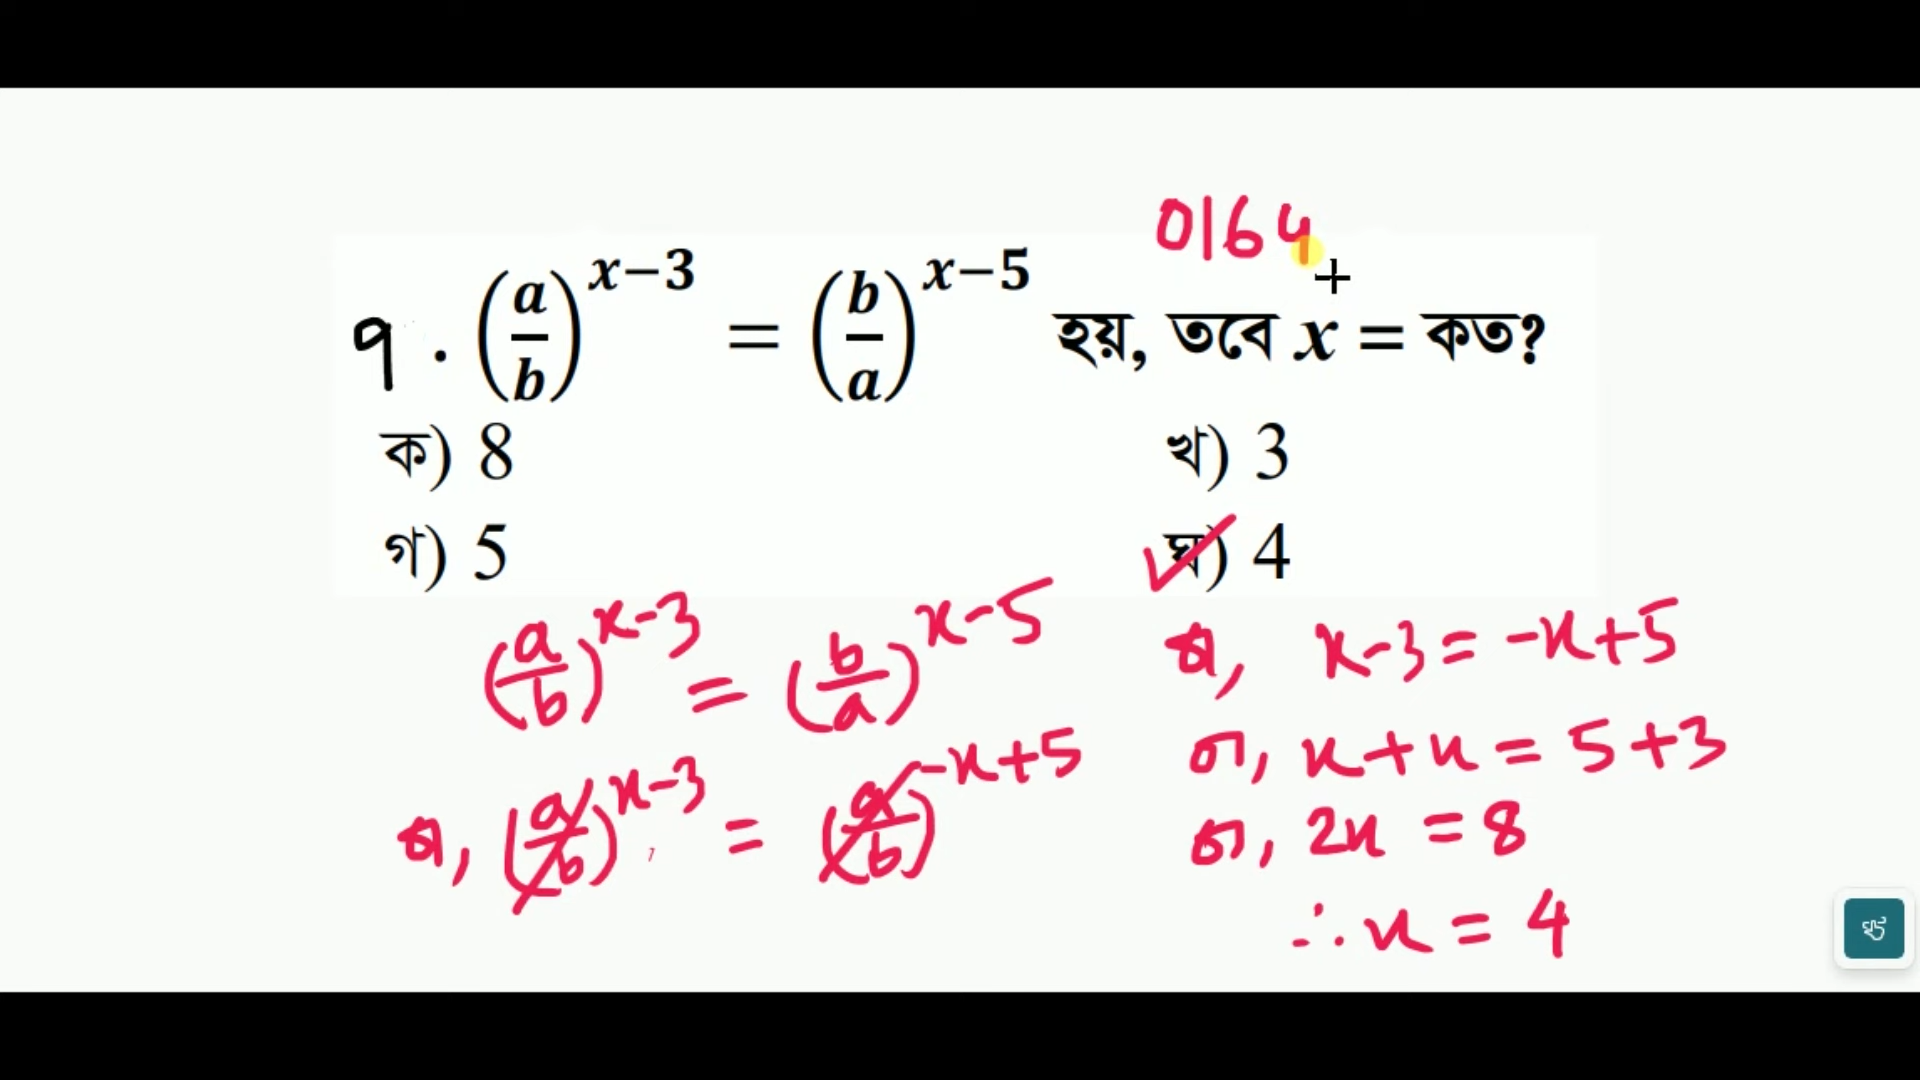 0164
9. (a/b)^(x−3) = (b/a)^(x−5) হয়, তবে x = কত?
ক) 8 খ) 3
গ) 5 ঘ) 4
(a/b)^(x-3) = (b/a)^(x-5)
বা, (a/b)^(x-3) = (a/b)^(-x+5)
বা, x-3 = -x+5
বা, x+x = 5+3
বা, 2x = 8
∴ x = 4